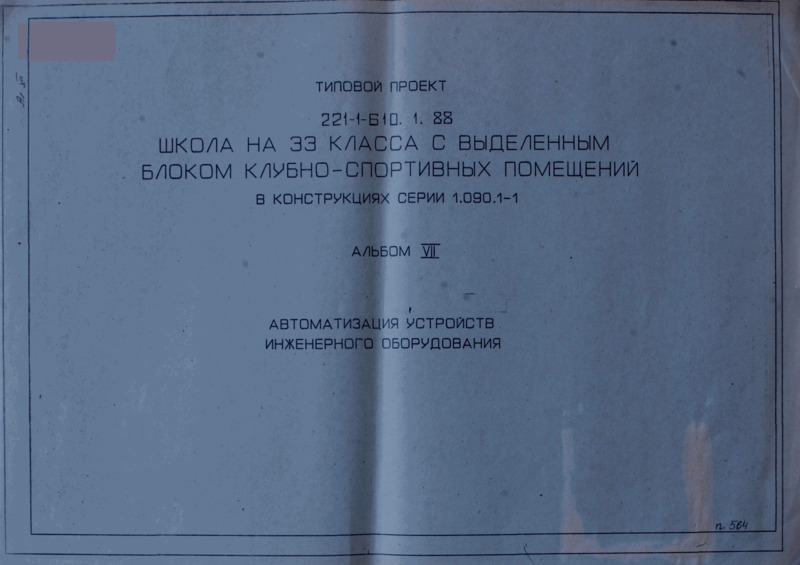 ТИПОВОЙ ПРОЕКТ
221-1-610. 1. 88
ШКОЛА НА 33 КЛАССА С ВЫДЕЛЕННЫМ
БЛОКОМ КЛУБНО-СПОРТИВНЫХ ПОМЕЩЕНИЙ
В КОНСТРУКЦИЯХ СЕРИИ 1.090.1-1
АЛЬБОМ VII
АВТОМАТИЗАЦИЯ УСТРОЙСТВ
ИНЖЕНЕРНОГО ОБОРУДОВАНИЯ
п. 564